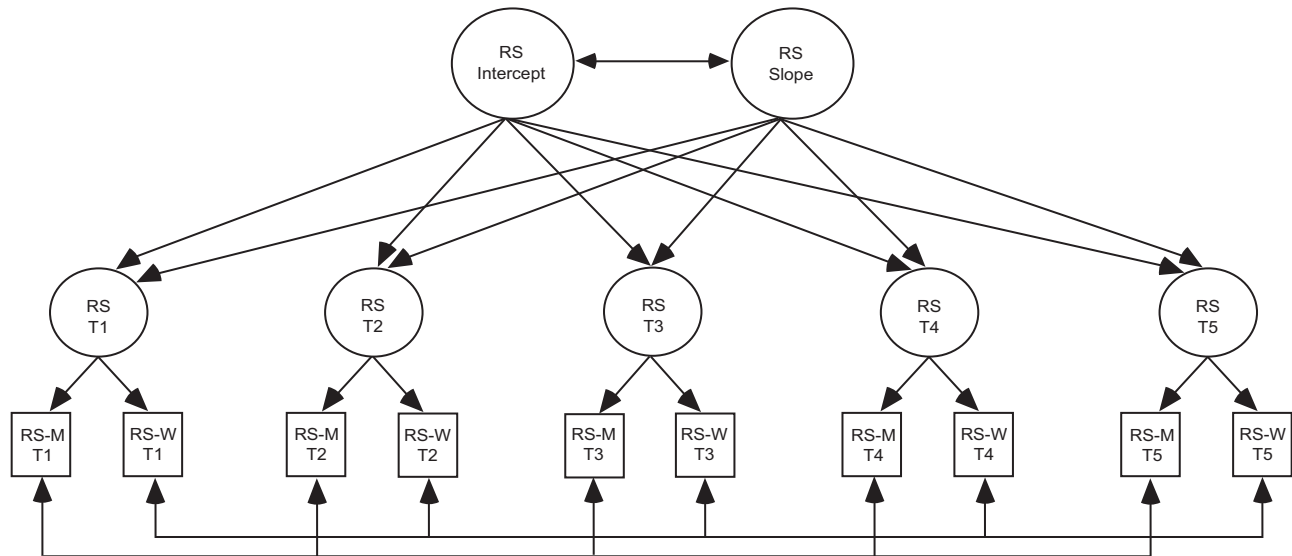 RS
Intercept
RS
Slope
RS
T1
RS
T2
RS
T3
RS
T4
RS
T5
RS-M
T1
RS-W
T1
RS-M
T2
RS-W
T2
RS-M
T3
RS-W
T3
RS-M
T4
RS-W
T4
RS-M
T5
RS-W
T5